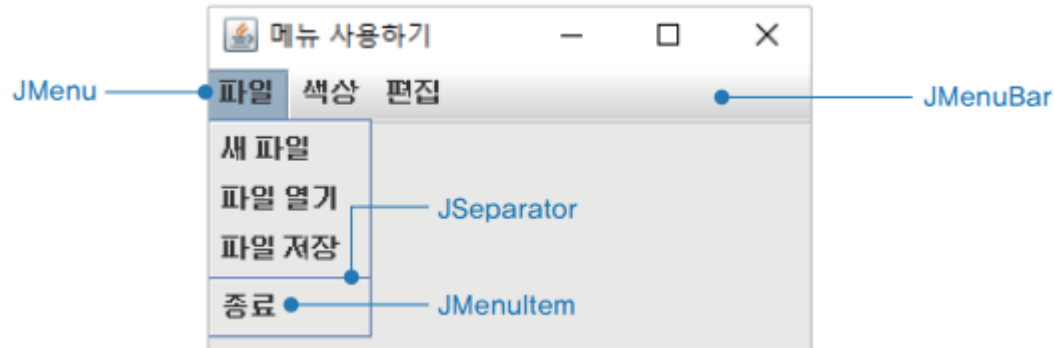 메뉴 사용하기
JMenu
파일 색상 편집
JMenuBar
새 파일
파일 열기
JSeparator
파일 저장
종료
JMenuItem